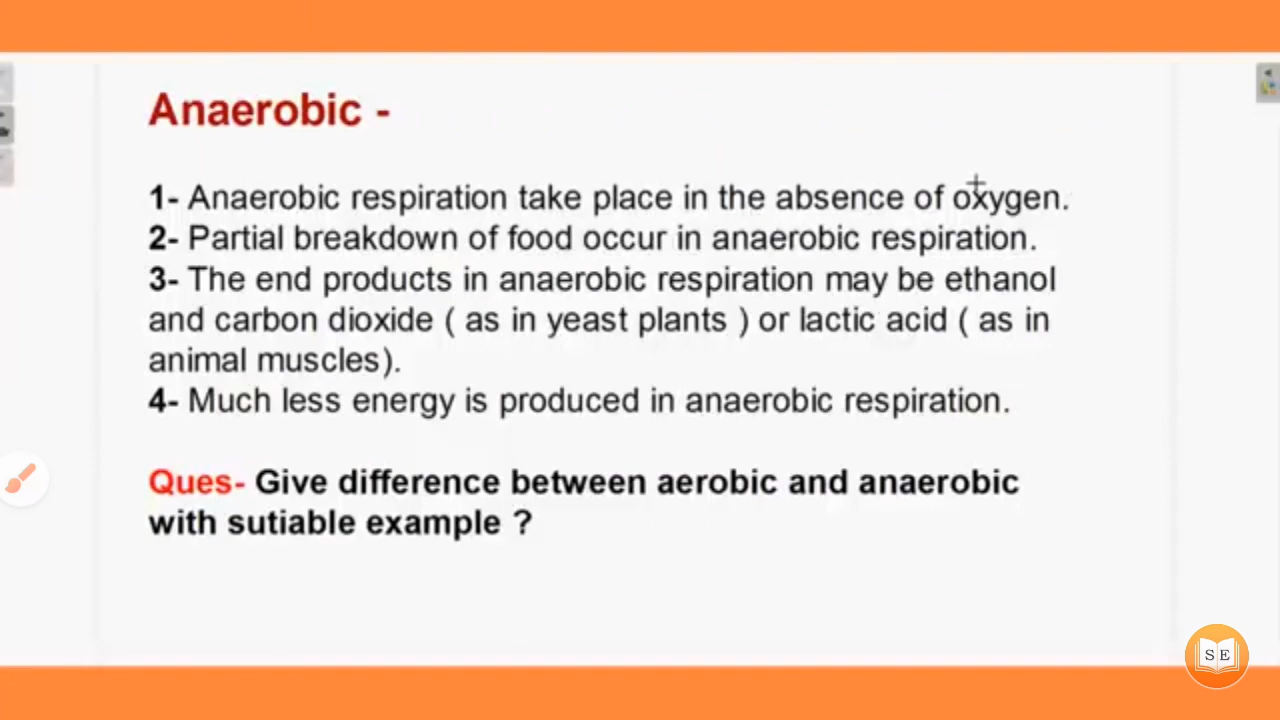 Anaerobic -
1- Anaerobic respiration take place in the absence of oxygen.
2- Partial breakdown of food occur in anaerobic respiration.
3- The end products in anaerobic respiration may be ethanol
and carbon dioxide ( as in yeast plants ) or lactic acid ( as in
animal muscles).
4- Much less energy is produced in anaerobic respiration.
Ques- Give difference between aerobic and anaerobic
with sutiable example ?
S E